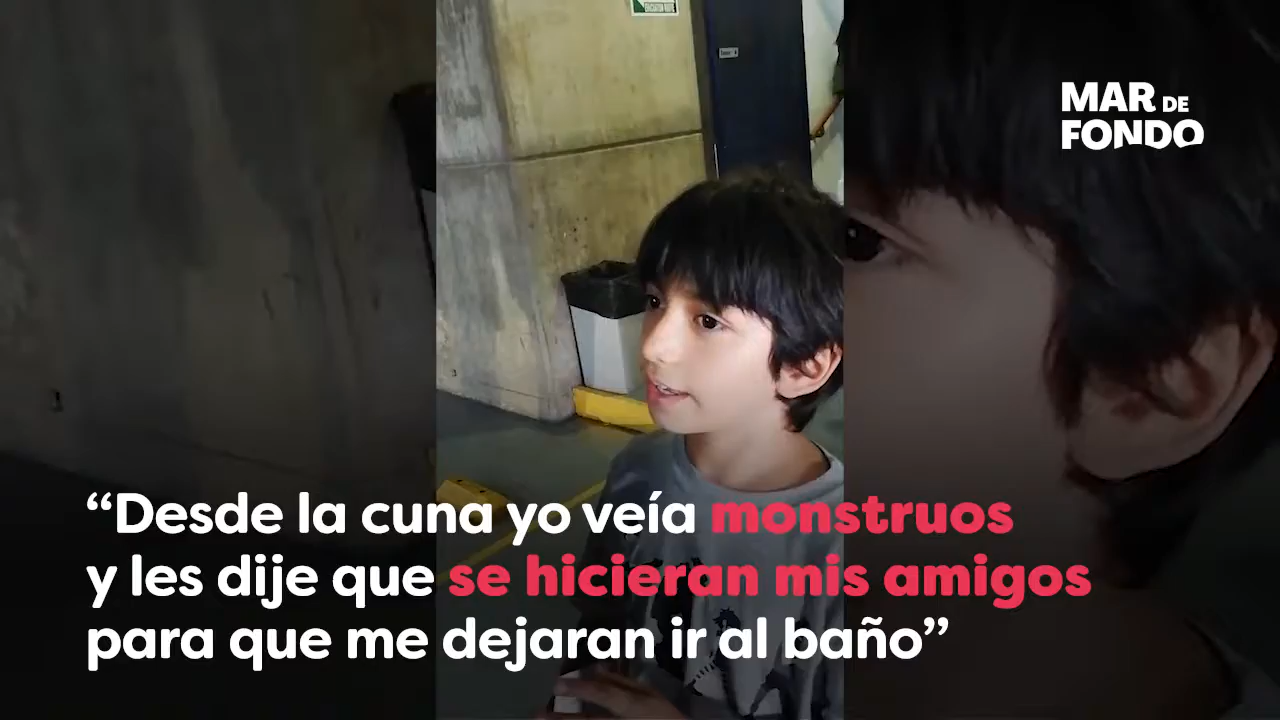 MAR DE
FONDO
“Desde la cuna yo veía monstruos
y les dije que se hicieran mis amigos
para que me dejaran ir al baño”